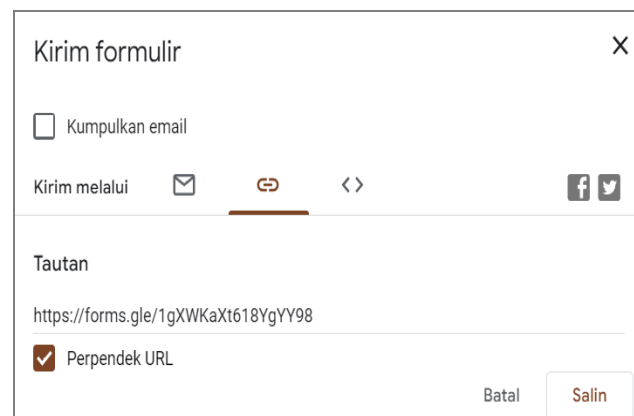 Kirim formulir
Kumpulkan email
Kirim melalui
Tautan
https://forms.gle/1gXWKaXt618YgYY98
Perpendek URL
Batal Salin